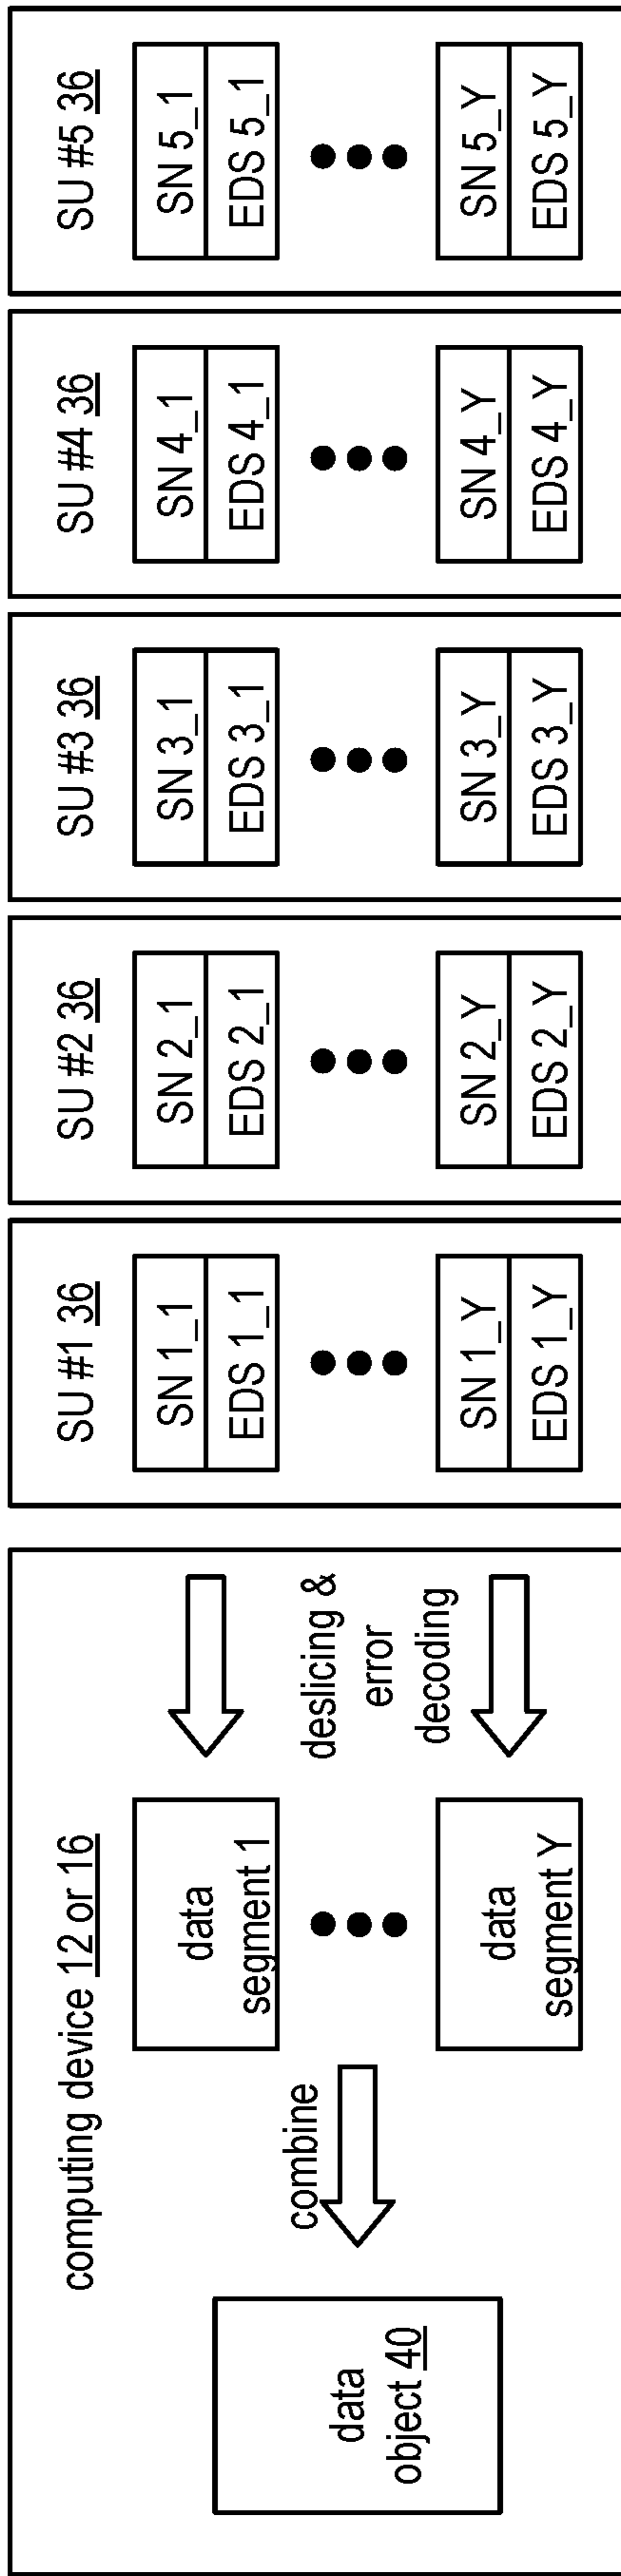 computing device 12 or 16
data
object 40
combine
data
segment 1
data
segment Y
deslicing &
error
decoding
SU #1 36
SN 1_1
EDS 1_1
SN 1_Y
EDS 1_Y
SU #2 36
SN 2_1
EDS 2_1
SN 2_Y
EDS 2_Y
SU #3 36
SN 3_1
EDS 3_1
SN 3_Y
EDS 3_Y
SU #4 36
SN 4_1
EDS 4_1
SN 4_Y
EDS 4_Y
SU #5 36
SN 5_1
EDS 5_1
SN 5_Y
EDS 5_Y